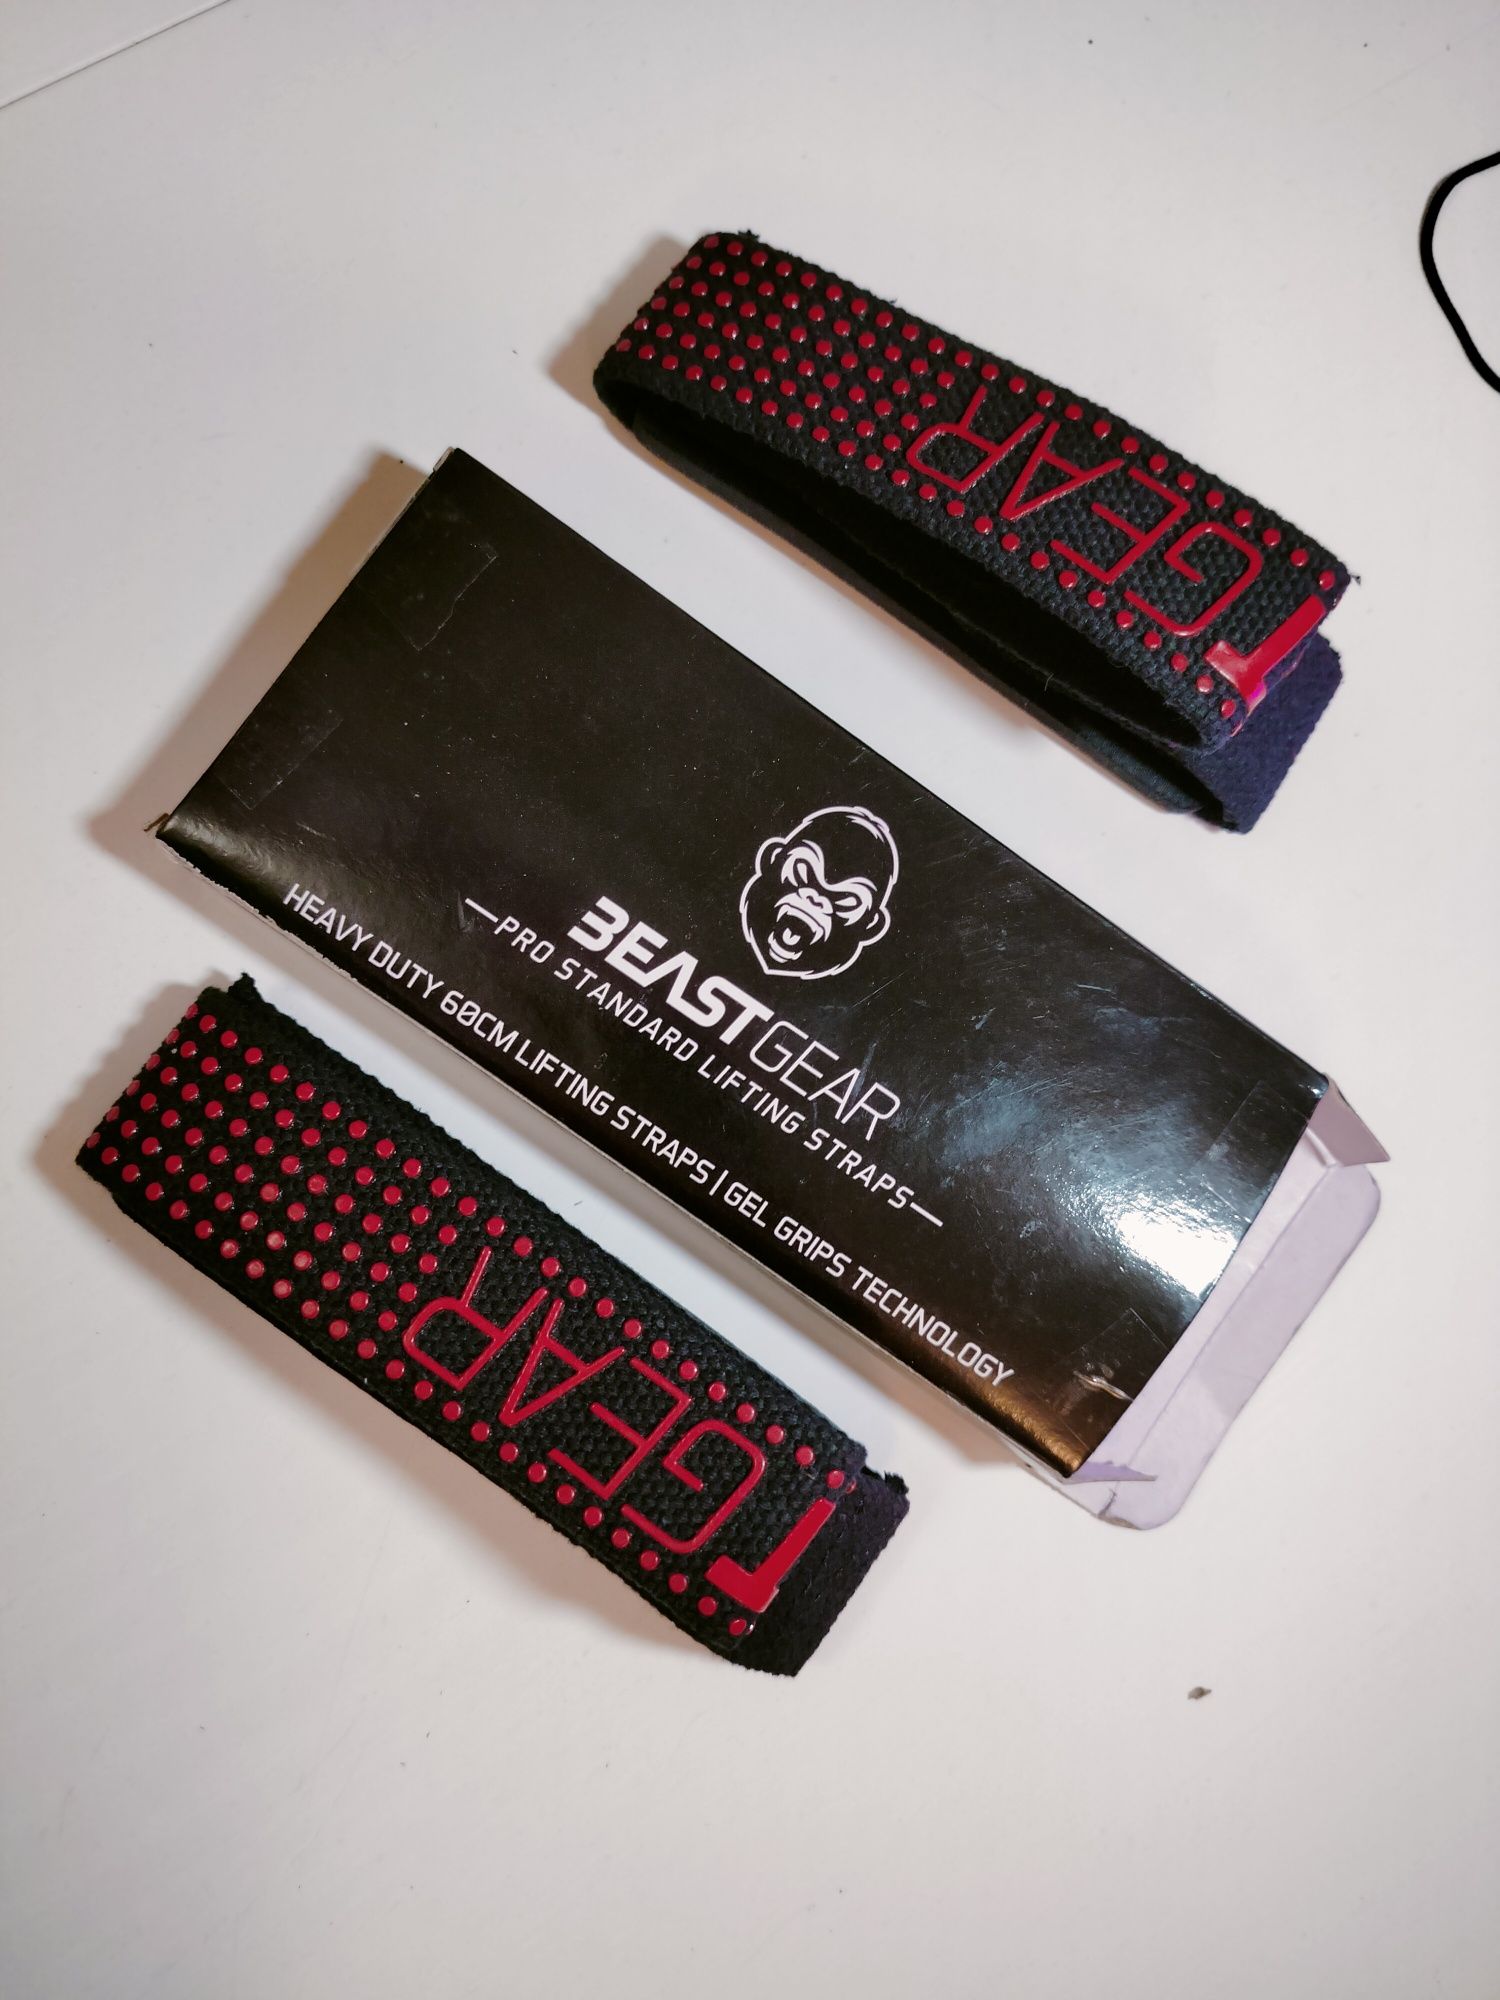 GEAR
BEASTGEAR
—PRO STANDARD LIFTING STRAPS—
HEAVY DUTY 60CM LIFTING STRAPS | GEL GRIPS TECHNOLOGY
GEAR